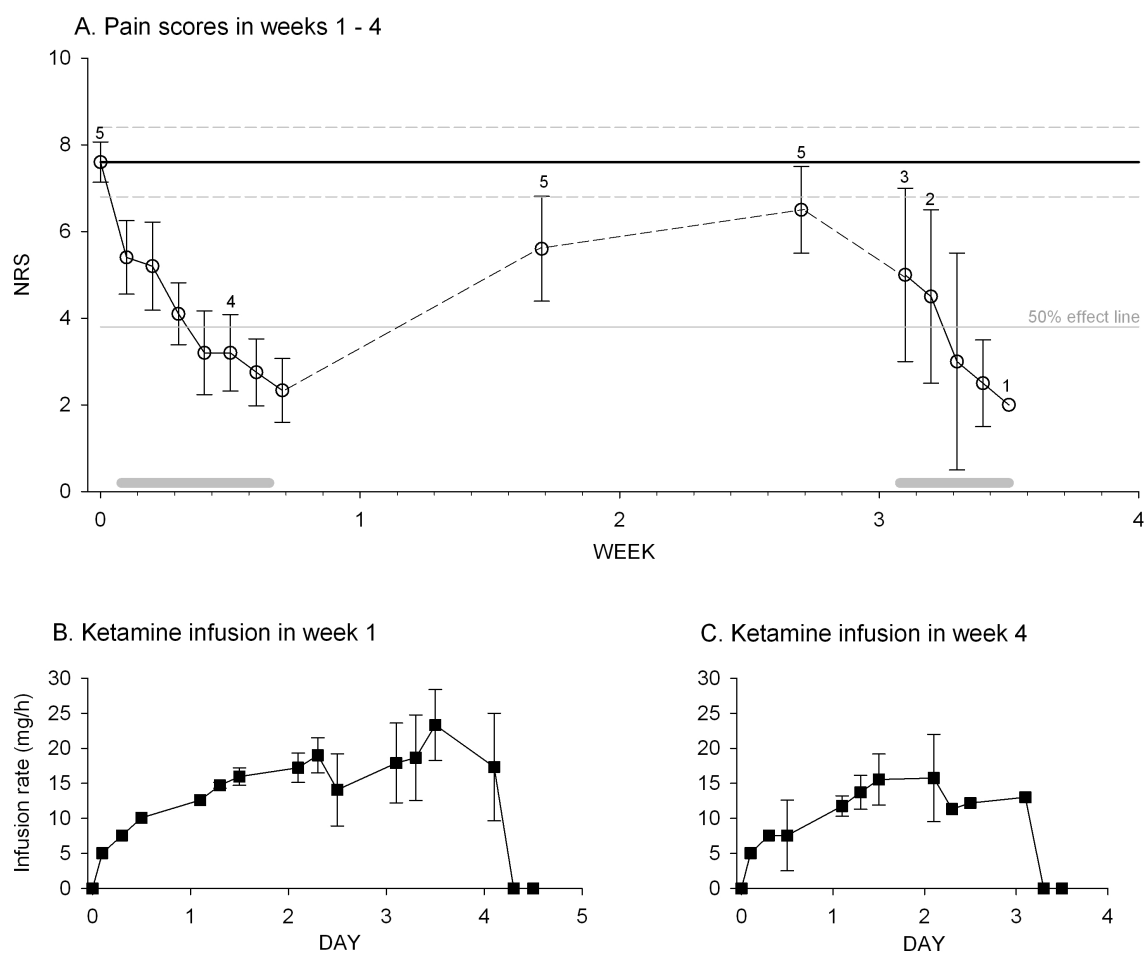 A. Pain scores in weeks 1 - 4
10
8
6
4
2
0
NRS
5
4
5
5
3
2
1
50% effect line
0 1 2 3 4
WEEK
B. Ketamine infusion in week 1
30
25
20
15
10
5
0
Infusion rate (mg/h)
0 1 2 3 4 5
DAY
C. Ketamine infusion in week 4
30
25
20
15
10
5
0
0 1 2 3 4
DAY